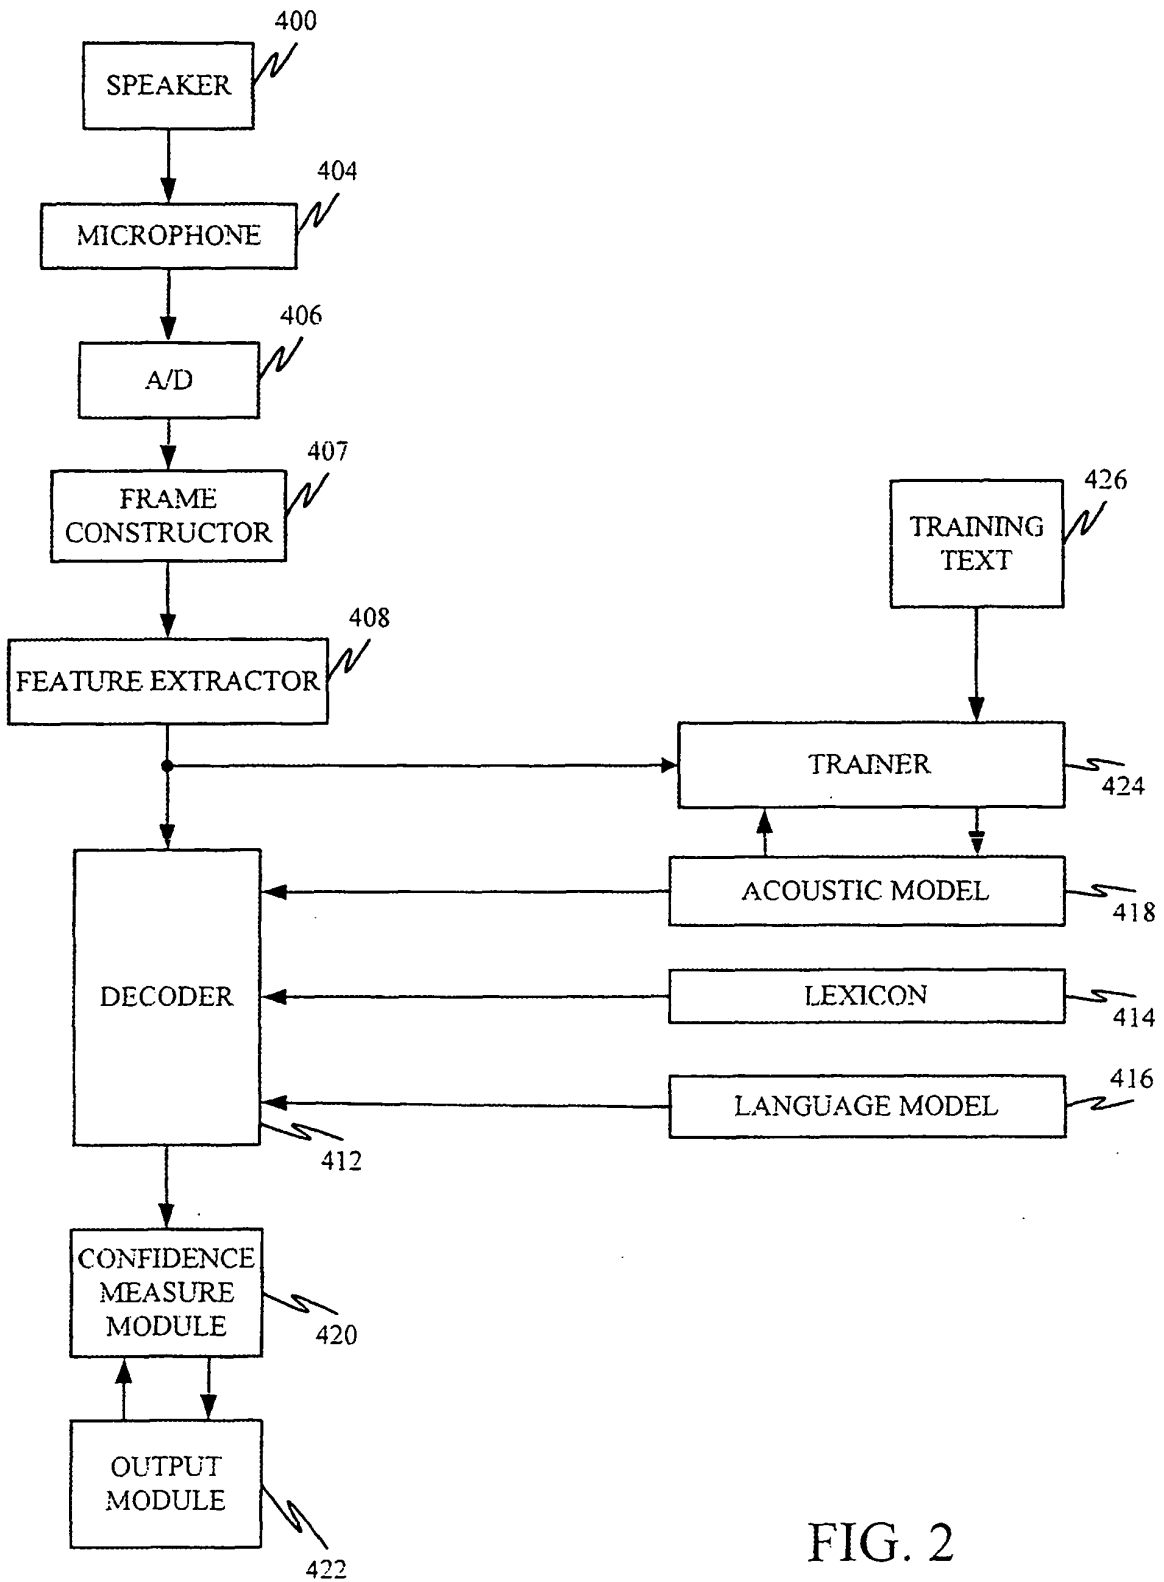 400
SPEAKER
404
MICROPHONE
406
A/D
407
FRAME
CONSTRUCTOR
426
TRAINING
TEXT
408
FEATURE EXTRACTOR
TRAINER
424
ACOUSTIC MODEL
418
DECODER
LEXICON
414
416
LANGUAGE MODEL
412
CONFIDENCE
MEASURE
MODULE
420
OUTPUT
MODULE
422
FIG. 2